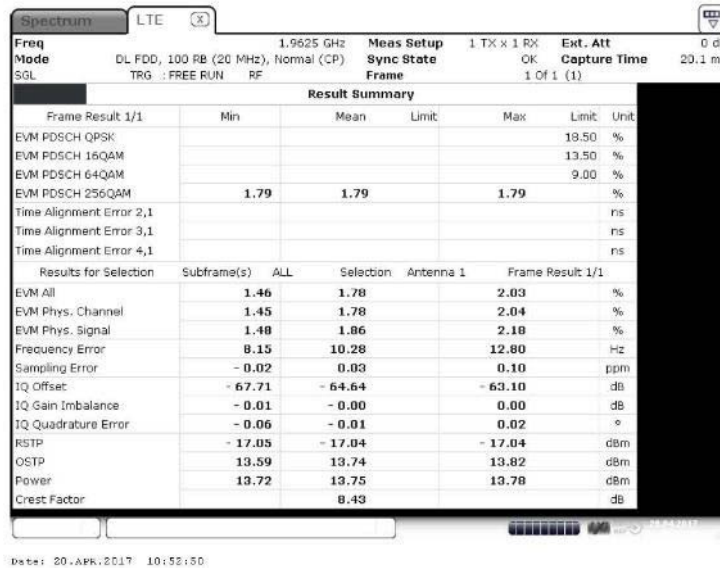 Spectrum LTE X
Freq 1.9625 GHz Meas Setup 1 TX x 1 RX Ext. Att 0 d
Mode DL FDD, 100 RB (20 MHz), Normal (CP) Sync State OK Capture Time 20.1 m
SGL TRG : FREE RUN RF Frame 1 Of 1 (1)
Result Summary
Frame Result 1/1 Min Mean Limit Max Limit Unit
EVM PDSCH QPSK 18.50 %
EVM PDSCH 16QAM 13.50 %
EVM PDSCH 64QAM 9.00 %
EVM PDSCH 256QAM 1.79 1.79 1.79 %
Time Alignment Error 2,1 ns
Time Alignment Error 3,1 ns
Time Alignment Error 4,1 ns
Results for Selection Subframe(s) ALL Selection Antenna 1 Frame Result 1/1
EVM All 1.46 1.78 2.03 %
EVM Phys. Channel 1.45 1.78 2.04 %
EVM Phys. Signal 1.48 1.86 2.18 %
Frequency Error 8.15 10.28 12.80 Hz
Sampling Error - 0.02 0.03 0.10 ppm
IQ Offset - 67.71 - 64.64 - 63.10 dB
IQ Gain Imbalance - 0.01 - 0.00 0.00 dB
IQ Quadrature Error - 0.06 - 0.01 0.02 °
RSTP - 17.05 - 17.04 - 17.04 dBm
OSTP 13.59 13.74 13.82 dBm
Power 13.72 13.75 13.78 dBm
Crest Factor 8.43 dB
Date: 20.APR.2017 10:52:50